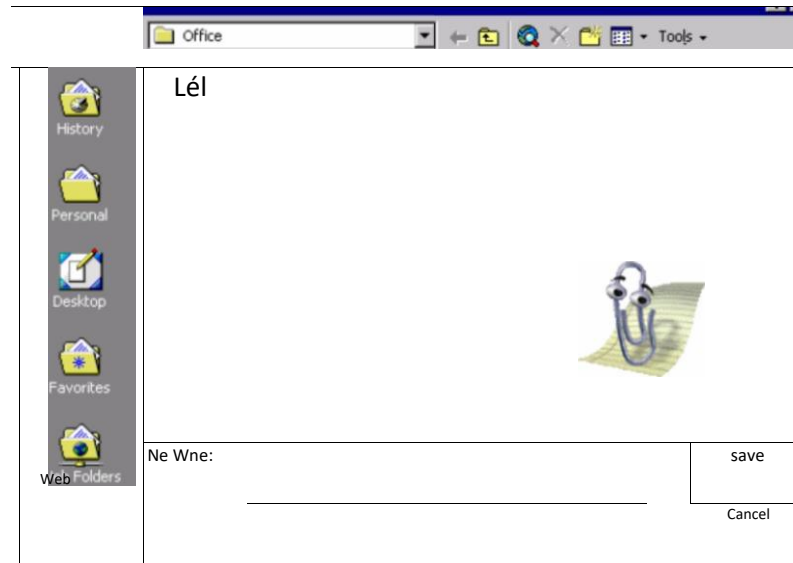 Office
Tools
Lél
History
Personal
Desktop
Favorites
Web Folders
Ne Wne:
save
Cancel